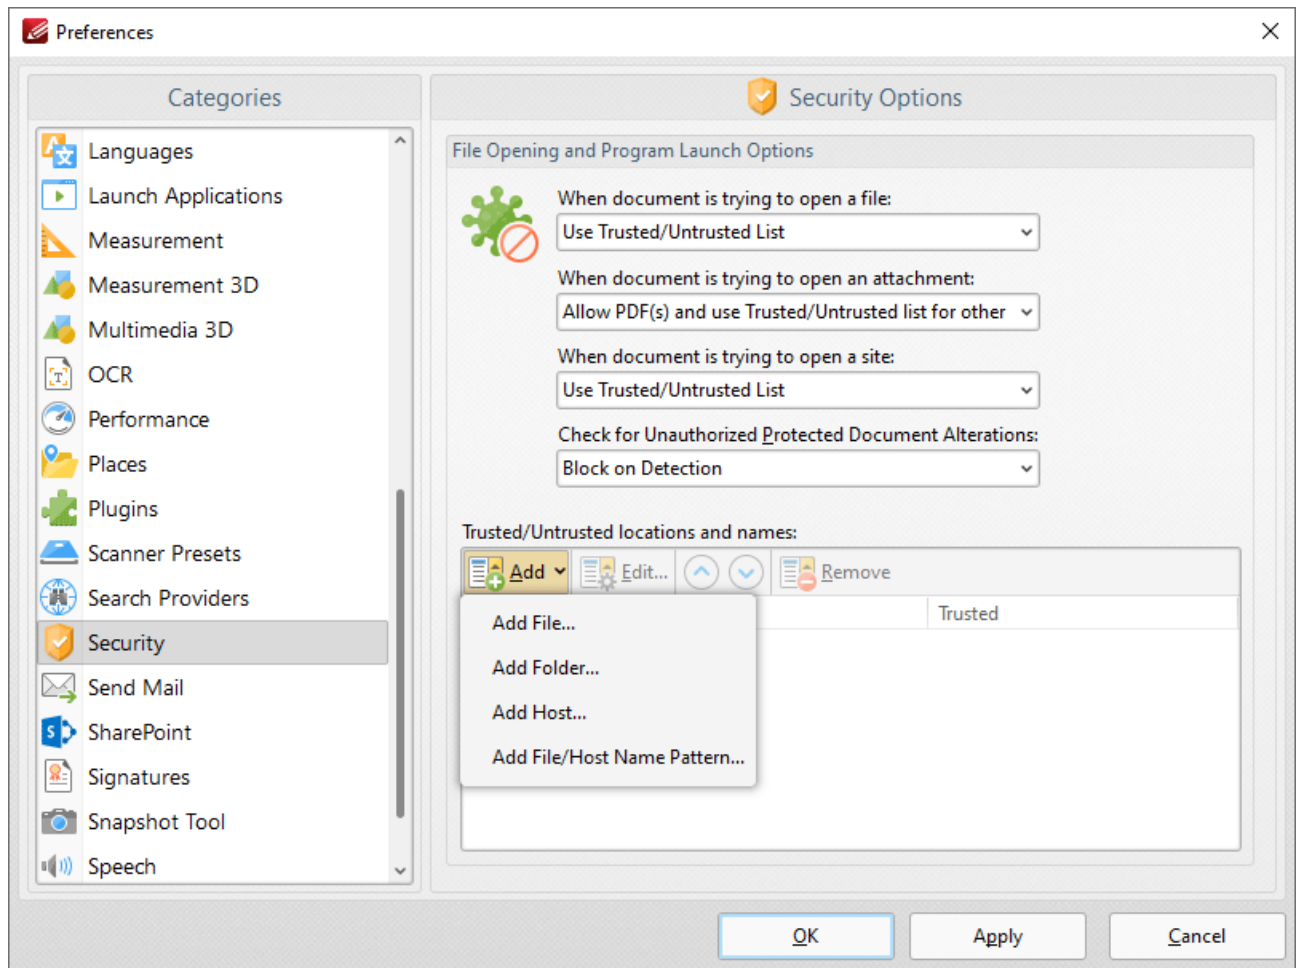 Preferences
Categories
Languages
Launch Applications
Measurement
Measurement 3D
Multimedia 3D
OCR
Performance
Places
Plugins
Scanner Presets
Search Providers
Security
Send Mail
SharePoint
Signatures
Snapshot Tool
Speech
Security Options
File Opening and Program Launch Options
When document is trying to open a file:
Use Trusted/Untrusted List
When document is trying to open an attachment:
Allow PDF(s) and use Trusted/Untrusted list for other
When document is trying to open a site:
Use Trusted/Untrusted List
Check for Unauthorized Protected Document Alterations:
Block on Detection
Trusted/Untrusted locations and names:
Add Edit... Remove
Trusted
Add File...
Add Folder...
Add Host...
Add File/Host Name Pattern...
OK Apply Cancel